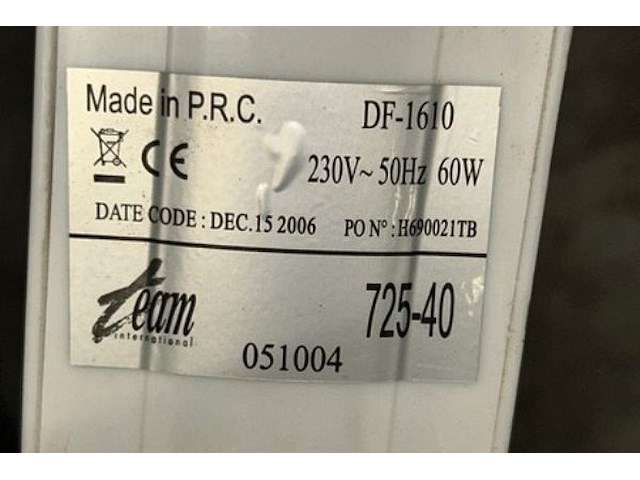 Made in P.R.C.
DF-1610
CE
230V~ 50Hz 60W
DATE CODE : DEC.15 2006
PO Nº : H690021TB
team
international
725-40
051004